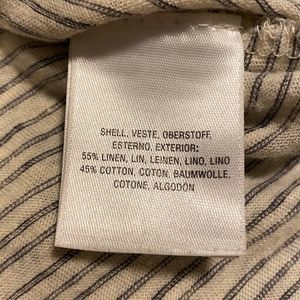 SHELL, VESTE, OBERSTOFF,
ESTERNO, EXTERIOR:
55% LINEN, LIN, LEINEN, LINO, LINO
45% COTTON, COTON, BAUMWOLLE,
COTONE, ALGODÓN